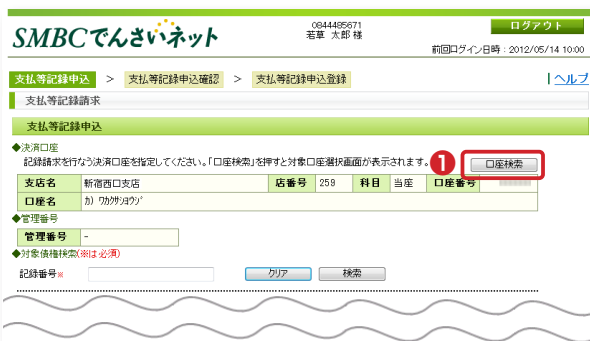 SMBCでんさいネット
0844485671
若草 太郎 様
ログアウト
前回ログイン日時：2012/05/14 10:00
支払等記録申込 > 支払等記録申込確認 > 支払等記録申込登録
ヘルプ
支払等記録請求
支払等記録申込
◆決済口座
記録請求を行なう決済口座を指定してください。「口座検索」を押すと対象口座選択画面が表示されます。
1 口座検索
支店名 新宿西口支店 店番号 259 科目 当座 口座番号
口座名 カ）ワカクサシヨウジ
◆管理番号
管理番号 -
◆対象債権検索(※は必須)
記録番号※ クリア 検索